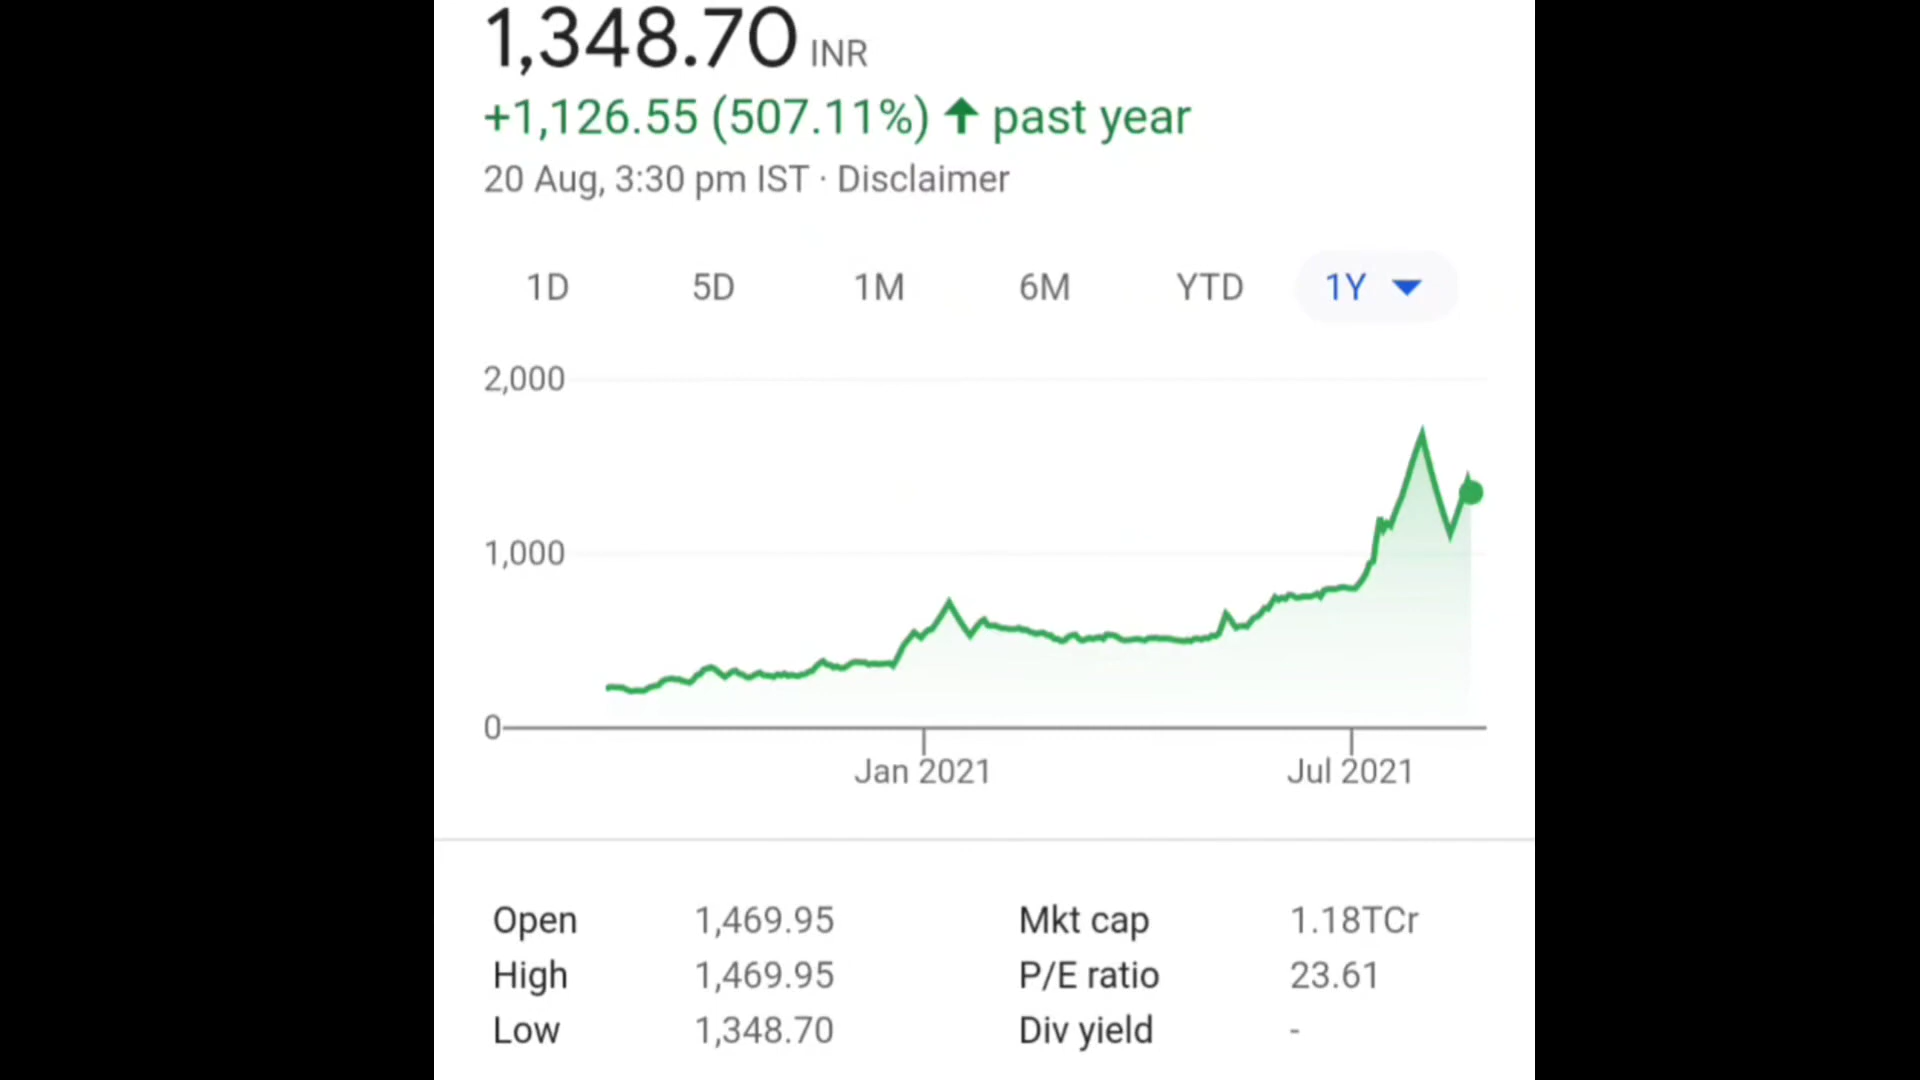 1,348.70 INR
+1,126.55 (507.11%) ↑ past year
20 Aug, 3:30 pm IST · Disclaimer
1D 5D 1M 6M YTD 1Y
2,000
1,000
0
Jan 2021 Jul 2021
Open 1,469.95 Mkt cap 1.18TCr
High 1,469.95 P/E ratio 23.61
Low 1,348.70 Div yield -